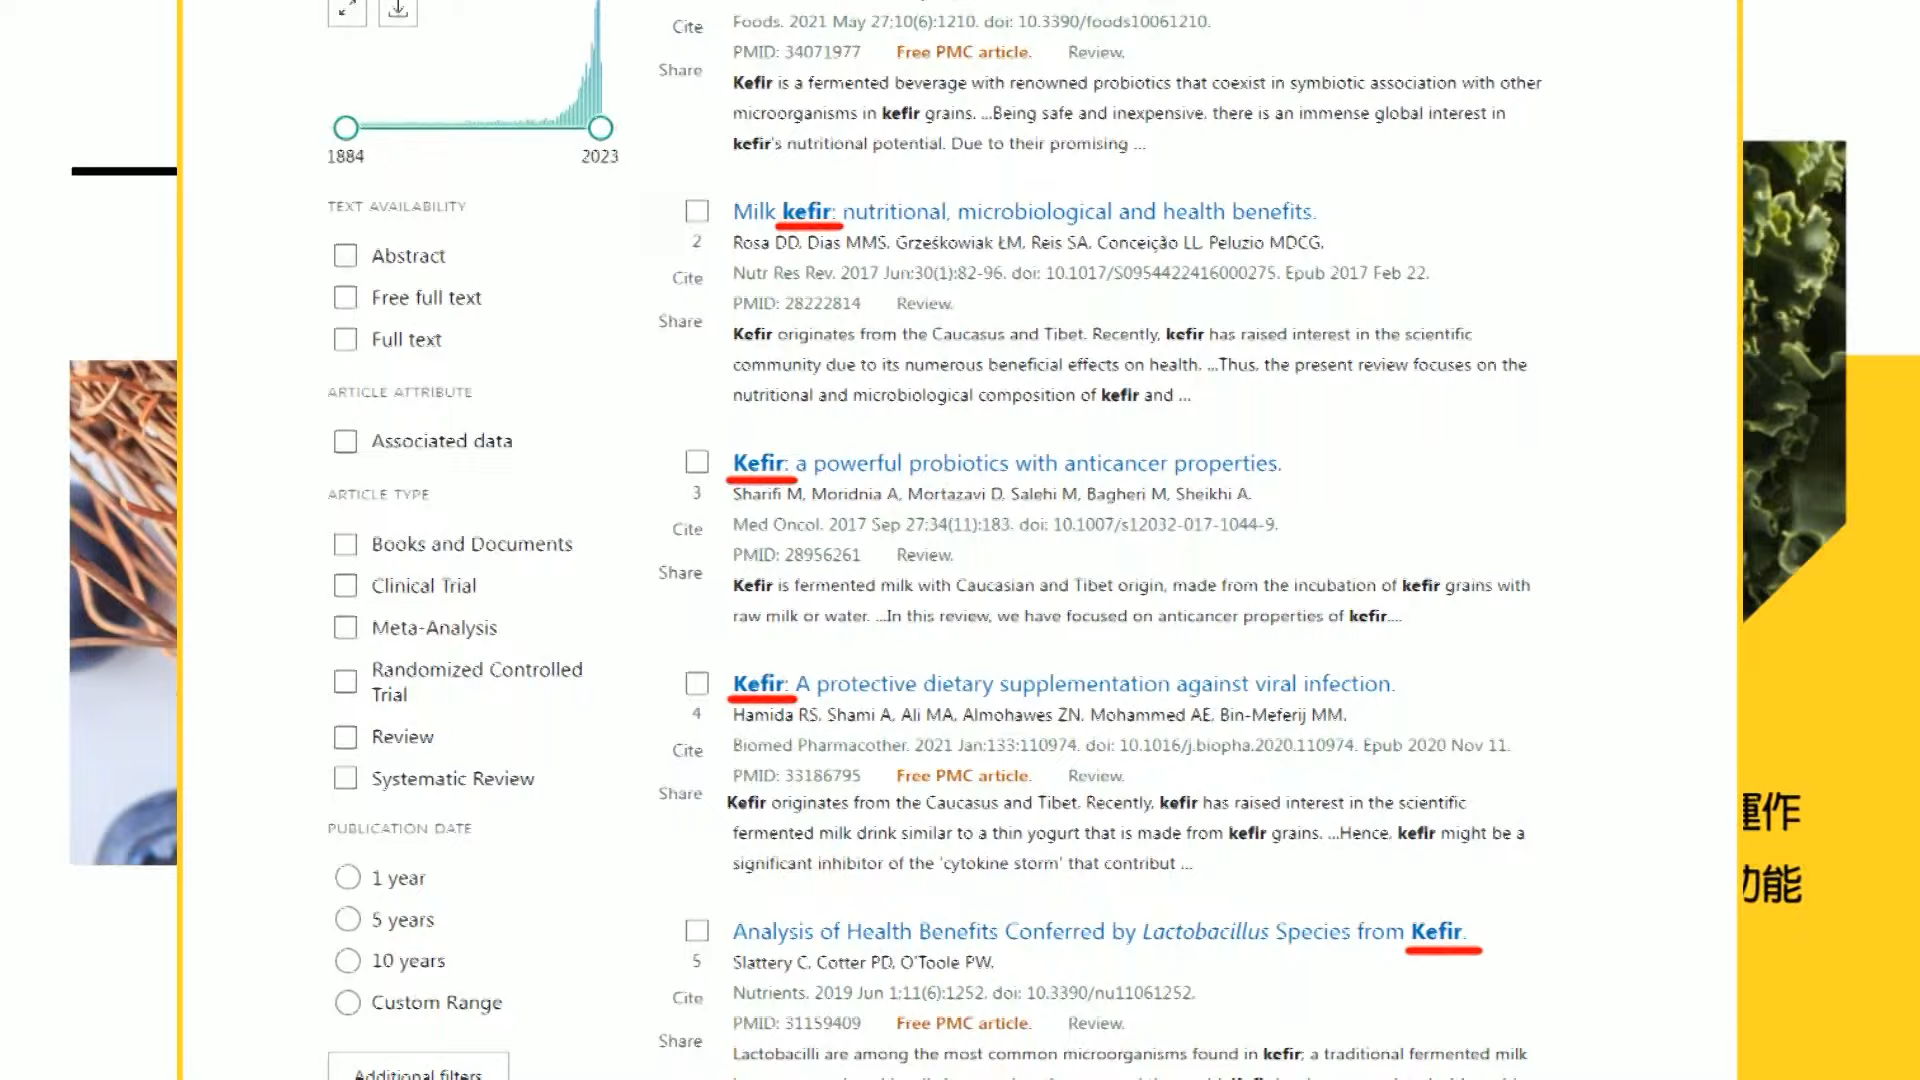 1884
2023
TEXT AVAILABILITY
Abstract
Free full text
Full text
ARTICLE ATTRIBUTE
Associated data
ARTICLE TYPE
Books and Documents
Clinical Trial
Meta-Analysis
Randomized Controlled
Trial
Review
Systematic Review
PUBLICATION DATE
1 year
5 years
10 years
Custom Range
Additional filters
Cite
Share
Foods. 2021 May 27;10(6):1210. doi: 10.3390/foods10061210.
PMID: 34071977 Free PMC article. Review.
Kefir is a fermented beverage with renowned probiotics that coexist in symbiotic association with other
microorganisms in kefir grains. ...Being safe and inexpensive, there is an immense global interest in
kefir's nutritional potential. Due to their promising ...
2
Cite
Share
Milk kefir: nutritional, microbiological and health benefits.
Rosa DD, Dias MMS, Grześkowiak ŁM, Reis SA, Conceição LL, Peluzio MDCG.
Nutr Res Rev. 2017 Jun;30(1):82-96. doi: 10.1017/S0954422416000275. Epub 2017 Feb 22.
PMID: 28222814 Review.
Kefir originates from the Caucasus and Tibet. Recently, kefir has raised interest in the scientific
community due to its numerous beneficial effects on health. ...Thus, the present review focuses on the
nutritional and microbiological composition of kefir and ...
3
Cite
Share
Kefir: a powerful probiotics with anticancer properties.
Sharifi M, Moridnia A, Mortazavi D, Salehi M, Bagheri M, Sheikhi A.
Med Oncol. 2017 Sep 27;34(11):183. doi: 10.1007/s12032-017-1044-9.
PMID: 28956261 Review.
Kefir is fermented milk with Caucasian and Tibet origin, made from the incubation of kefir grains with
raw milk or water. ...In this review, we have focused on anticancer properties of kefir....
4
Cite
Share
Kefir: A protective dietary supplementation against viral infection.
Hamida RS, Shami A, Ali MA, Almohawes ZN, Mohammed AE, Bin-Meferij MM.
Biomed Pharmacother. 2021 Jan;133:110974. doi: 10.1016/j.biopha.2020.110974. Epub 2020 Nov 11.
PMID: 33186795 Free PMC article. Review.
Kefir originates from the Caucasus and Tibet. Recently, kefir has raised interest in the scientific
fermented milk drink similar to a thin yogurt that is made from kefir grains. ...Hence, kefir might be a
significant inhibitor of the 'cytokine storm' that contribut ...
5
Cite
Share
Analysis of Health Benefits Conferred by Lactobacillus Species from Kefir.
Slattery C, Cotter PD, O'Toole PW.
Nutrients. 2019 Jun 1;11(6):1252. doi: 10.3390/nu11061252.
PMID: 31159409 Free PMC article. Review.
Lactobacilli are among the most common microorganisms found in kefir; a traditional fermented milk
運作
功能